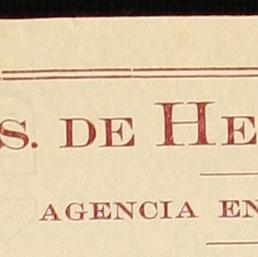 S. DE HE
AGENCIA EN